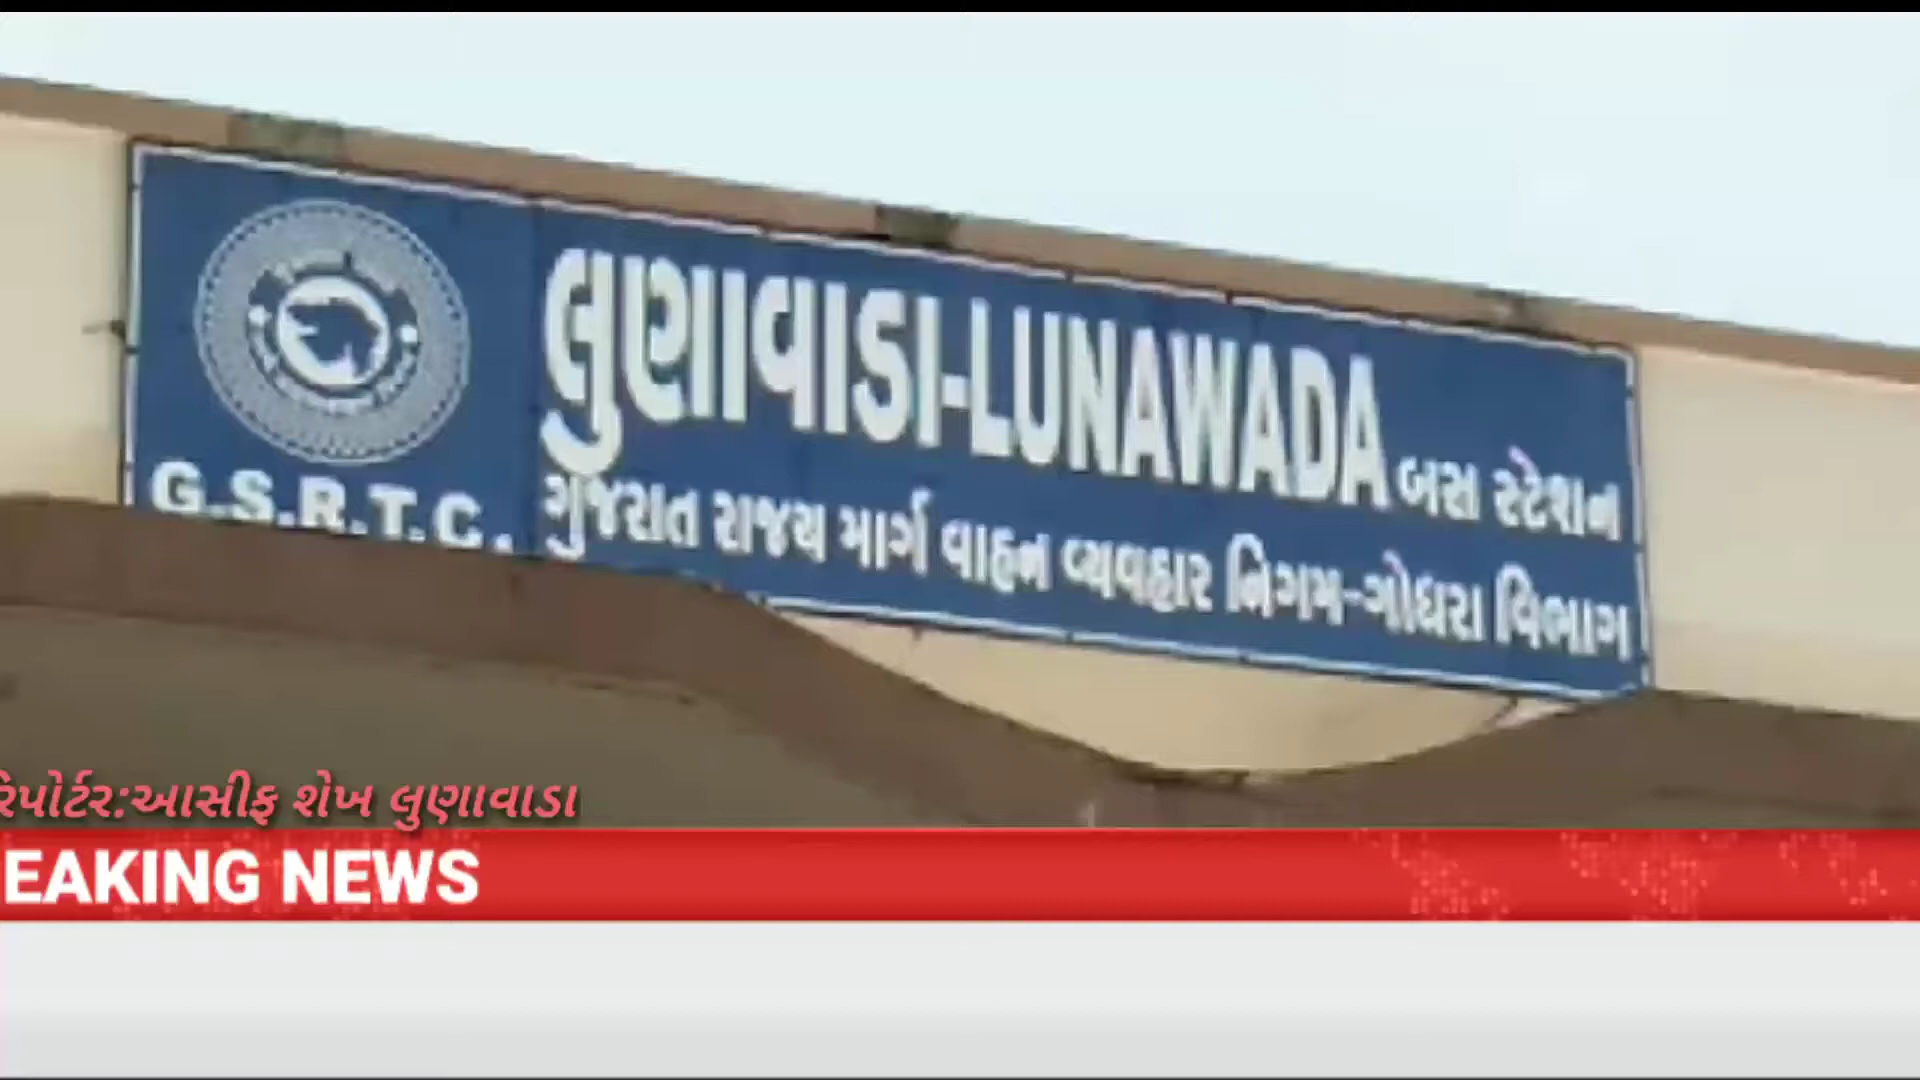 લુણાવાડા-LUNAWADA બસ સ્ટેશન
G.S.R.T.C.
ગુજરાત રાજ્ય માર્ગ વાહન વ્યવહાર નિગમ-ગોધરા વિભાગ
રિપોર્ટર:આસીફ શેખ લુણાવાડા
EAKING NEWS